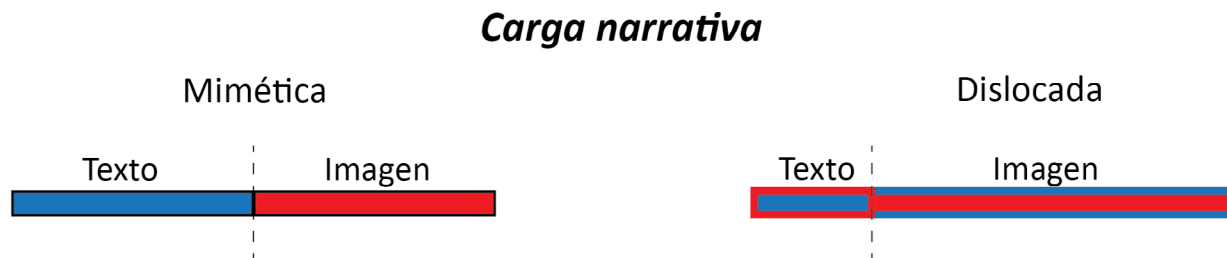 Carga narrativa
Mimética
Dislocada
Texto
Imagen
Texto
Imagen